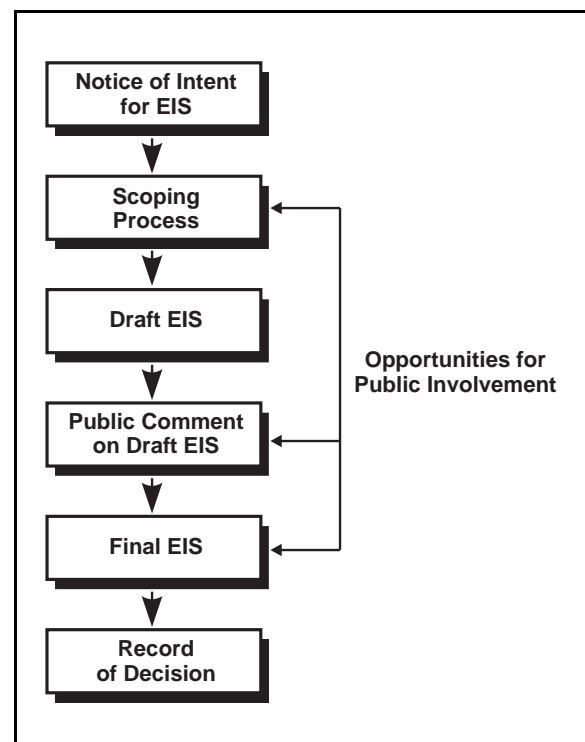 Notice of Intent
for EIS
Scoping
Process
Draft EIS
Opportunities for
Public Involvement
Public Comment
on Draft EIS
Final EIS
Record
of Decision